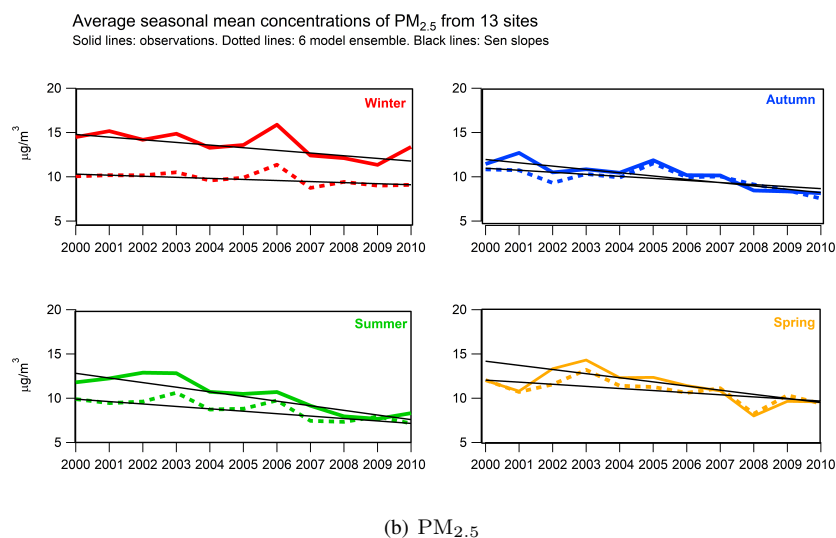 Average seasonal mean concentrations of PM2.5 from 13 sites
Solid lines: observations. Dotted lines: 6 model ensemble. Black lines: Sen slopes
20
15
10
5
µg/m3
Winter
2000 2001 2002 2003 2004 2005 2006 2007 2008 2009 2010
20
15
10
5
Autumn
2000 2001 2002 2003 2004 2005 2006 2007 2008 2009 2010
20
15
10
5
µg/m3
Summer
2000 2001 2002 2003 2004 2005 2006 2007 2008 2009 2010
20
15
10
5
Spring
2000 2001 2002 2003 2004 2005 2006 2007 2008 2009 2010
(b) PM2.5